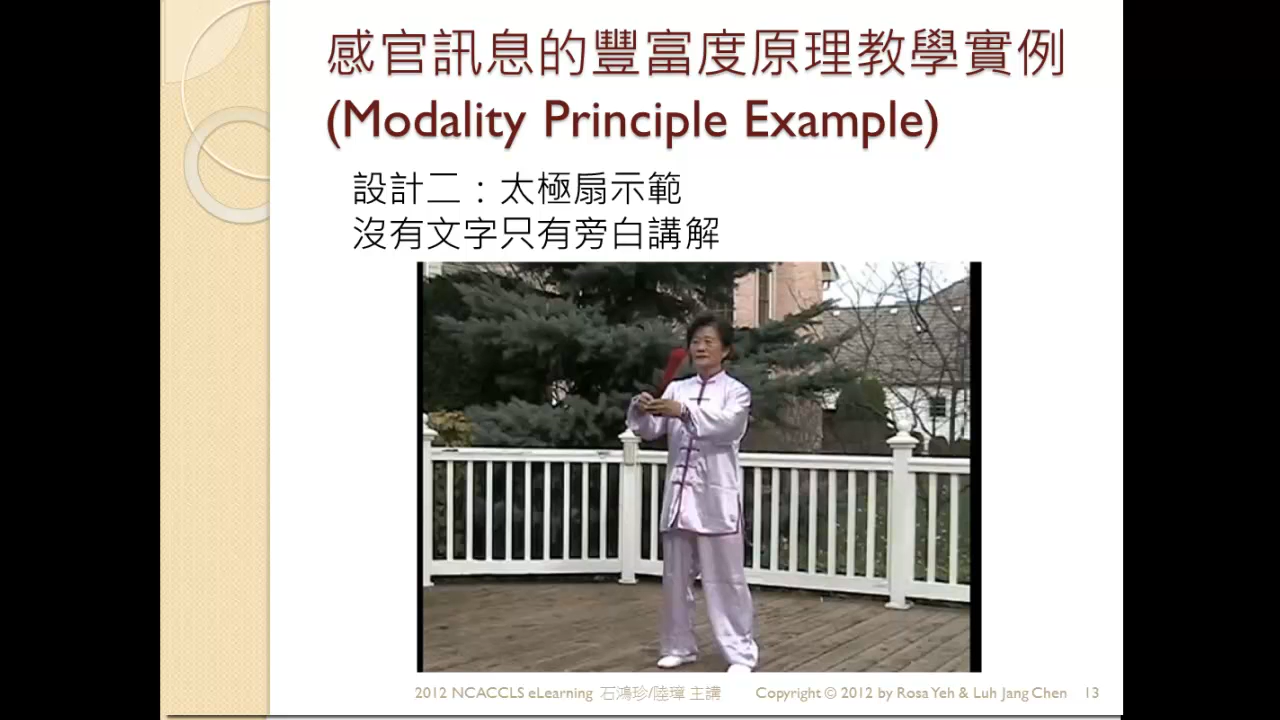 感官訊息的豐富度原理教學實例
(Modality Principle Example)
設計二：太極扇示範
沒有文字只有旁白講解
2012 NCACCLS eLearning 石鴻珍/陸璋 主講 Copyright © 2012 by Rosa Yeh & Luh Jang Chen 13